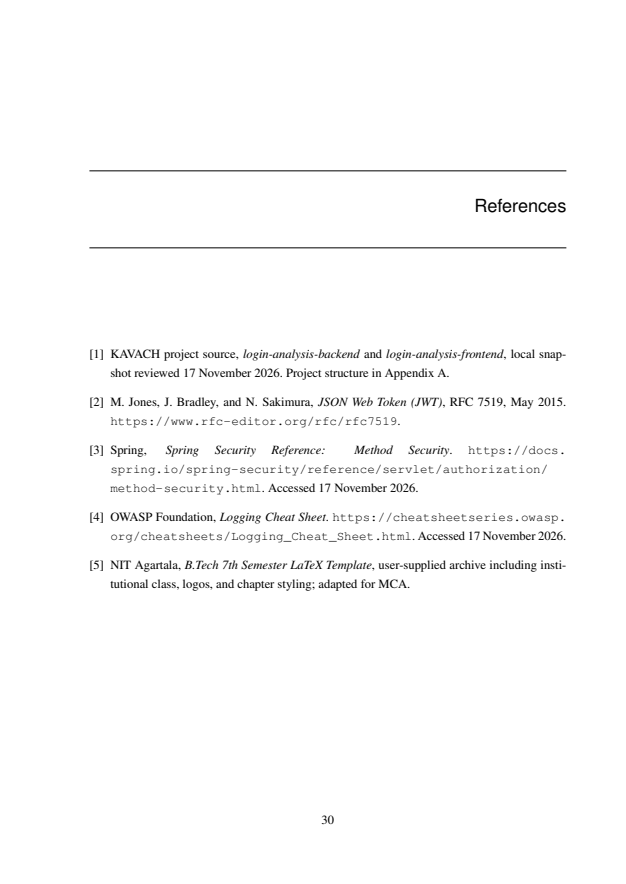 References
[1] KAVACH project source, login-analysis-backend and login-analysis-frontend, local snap-
shot reviewed 17 November 2026. Project structure in Appendix A.
[2] M. Jones, J. Bradley, and N. Sakimura, JSON Web Token (JWT), RFC 7519, May 2015.
https://www.rfc-editor.org/rfc/rfc7519.
[3] Spring, Spring Security Reference: Method Security. https://docs.
spring.io/spring-security/reference/servlet/authorization/
method-security.html. Accessed 17 November 2026.
[4] OWASP Foundation, Logging Cheat Sheet. https://cheatsheetseries.owasp.
org/cheatsheets/Logging_Cheat_Sheet.html. Accessed 17 November 2026.
[5] NIT Agartala, B.Tech 7th Semester LaTeX Template, user-supplied archive including insti-
tutional class, logos, and chapter styling; adapted for MCA.
30